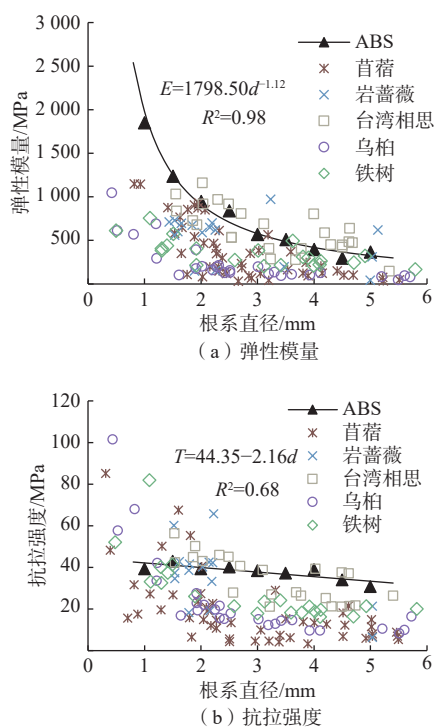 3 000
2 500
2 000
1 500
1 000
500
弹性模量/MPa
ABS
苜蓿
岩蔷薇
台湾相思
乌桕
铁树
E=1798.50d⁻¹·¹²
R²=0.98
0 1 2 3 4 5 6
根系直径/mm
（a）弹性模量
120
100
80
60
40
20
抗拉强度/MPa
ABS
苜蓿
岩蔷薇
台湾相思
乌桕
铁树
T=44.35−2.16d
R²=0.68
0 1 2 3 4 5 6
根系直径/mm
（b）抗拉强度